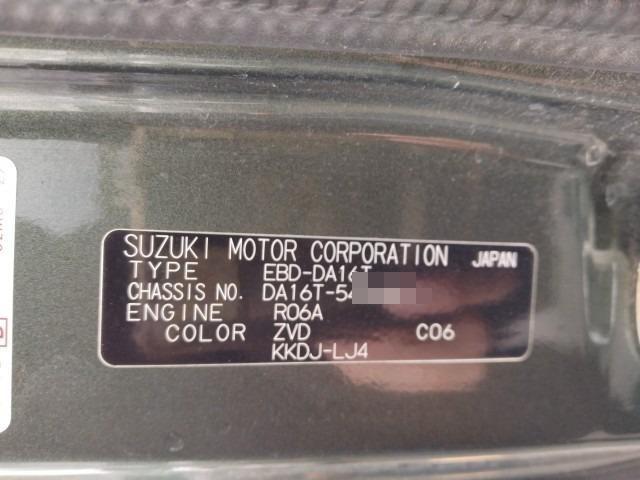 SUZUKI MOTOR CORPORATION JAPAN
TYPE EBD-DA16T
CHASSIS NO. DA16T-54
ENGINE R06A
COLOR ZVD C06
KKDJ-LJ4